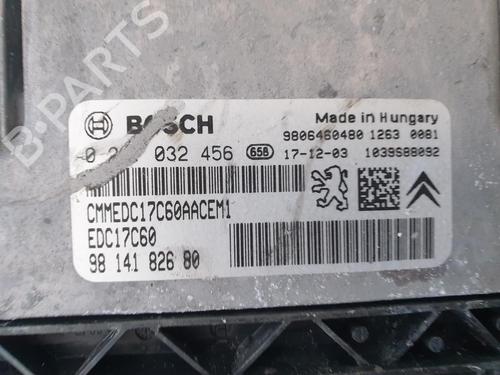 BOSCH
Made in Hungary
9806460480 1263 0081
032 456 658 17-12-03 1039S88092
CMMEDC17C60AACEM1
EDC17C60
98 141 826 80
B-PARTS